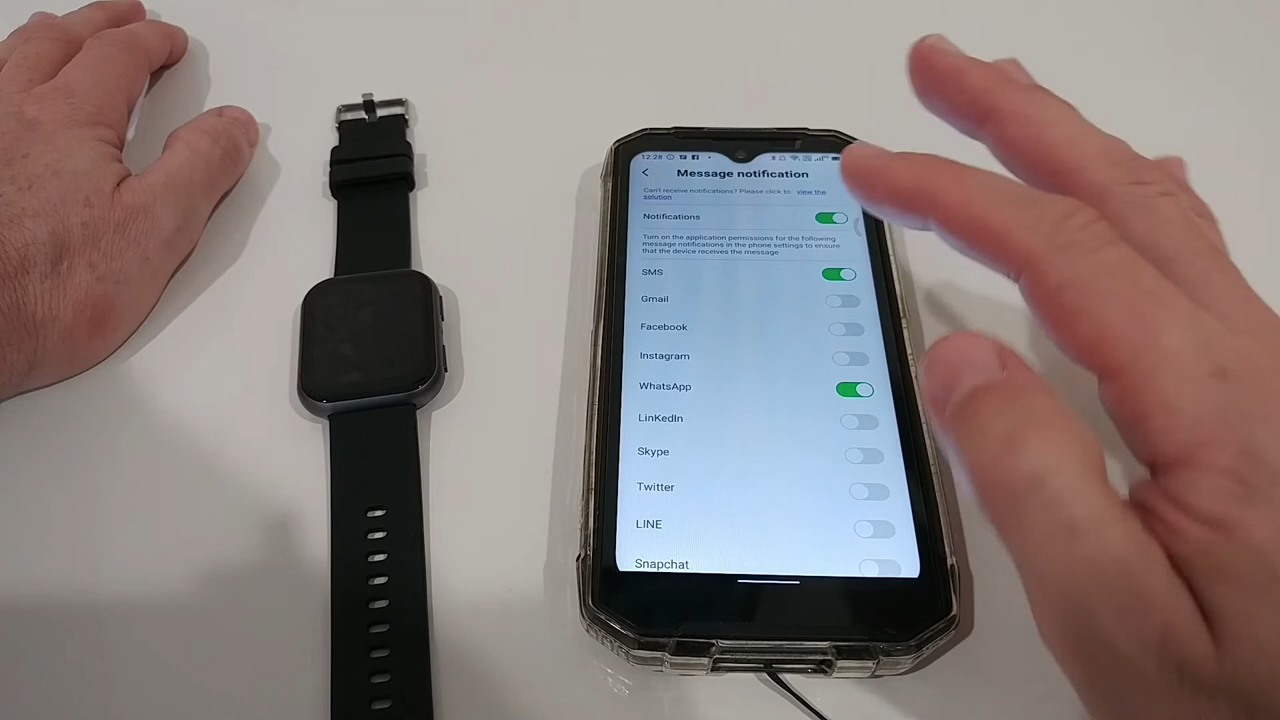 12:28
Message notification
Can't receive notifications? Please click to view the
solution
Notifications
Turn on the application permissions for the following
message notifications in the phone settings to ensure
that the device receives the message
SMS
Gmail
Facebook
Instagram
WhatsApp
LinKedIn
Skype
Twitter
LINE
Snapchat